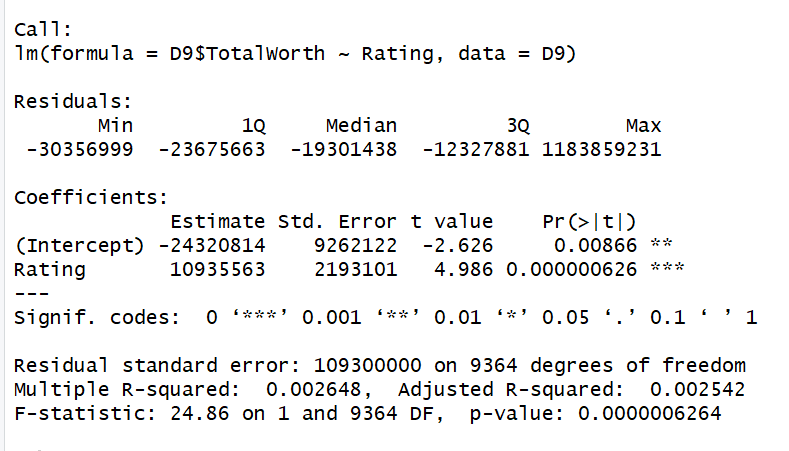 Call:
lm(formula = D9$TotalWorth ~ Rating, data = D9)
Residuals:
Min 1Q Median 3Q Max
-30356999 -23675663 -19301438 -12327881 1183859231
Coefficients:
Estimate Std. Error t value Pr(>|t|)
(Intercept) -24320814 9262122 -2.626 0.00866 **
Rating 10935563 2193101 4.986 0.000000626 ***
---
Signif. codes: 0 ‘***’ 0.001 ‘**’ 0.01 ‘*’ 0.05 ‘.’ 0.1 ‘ ’ 1
Residual standard error: 109300000 on 9364 degrees of freedom
Multiple R-squared: 0.002648, Adjusted R-squared: 0.002542
F-statistic: 24.86 on 1 and 9364 DF, p-value: 0.0000006264